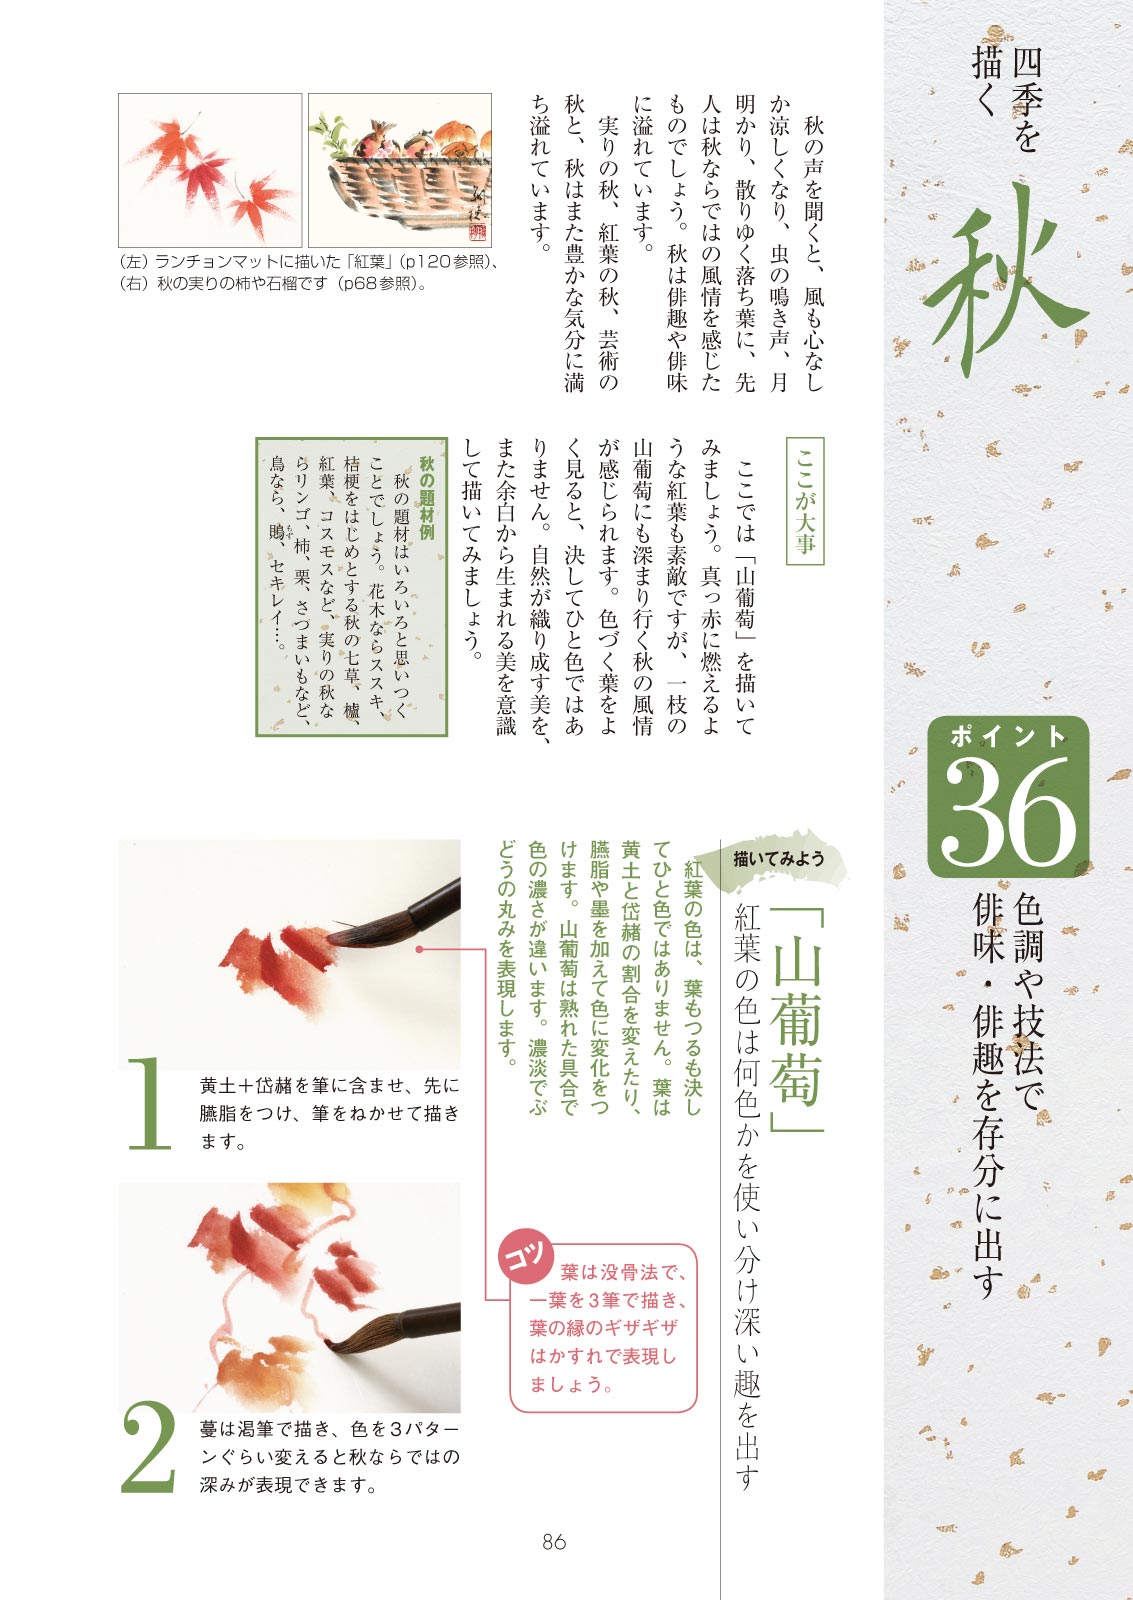 四季を
描く
秋
ポイント
36
色調や技法で
俳味・俳趣を存分に出す
秋の声を聞くと、風も心なし
か涼しくなり、虫の鳴き声、月
明かり、散りゆく落ち葉に、先
人は秋ならではの風情を感じた
ものでしょう。秋は俳趣や俳味
に溢れています。
実りの秋、紅葉の秋、芸術の
秋と、秋はまた豊かな気分に満
ち溢れています。
（左）ランチョンマットに描いた「紅葉」（p120参照）、
（右）秋の実りの柿や石榴です（p68参照）。
ここが大事
ここでは「山葡萄」を描いて
みましょう。真っ赤に燃えるよ
うな紅葉も素敵ですが、一枝の
山葡萄にも深まり行く秋の風情
が感じられます。色づく葉をよ
く見ると、決してひと色ではあ
りません。自然が織り成す美を、
また余白から生まれる美を意識
して描いてみましょう。
秋の題材例
秋の題材はいろいろと思いつく
ことでしょう。花木ならススキ、
桔梗をはじめとする秋の七草、櫨、
紅葉、コスモスなど、実りの秋な
らリンゴ、柿、栗、さつまいもなど、
鳥なら、鵙、セキレイ…。
もず
描いてみよう
「山葡萄」
紅葉の色は何色かを使い分け深い趣を出す
紅葉の色は、葉もつるも決し
てひと色ではありません。葉は
黄土と岱赭の割合を変えたり、
臙脂や墨を加えて色に変化をつ
けます。山葡萄は熟れた具合で
色の濃さが違います。濃淡でぶ
どうの丸みを表現します。
1
黄土＋岱赭を筆に含ませ、先に
臙脂をつけ、筆をねかせて描き
ます。
コツ
葉は没骨法で、
一葉を3筆で描き、
葉の縁のギザギザ
はかすれで表現し
ましょう。
2
蔓は渇筆で描き、色を3パター
ンぐらい変えると秋ならではの
深みが表現できます。
86